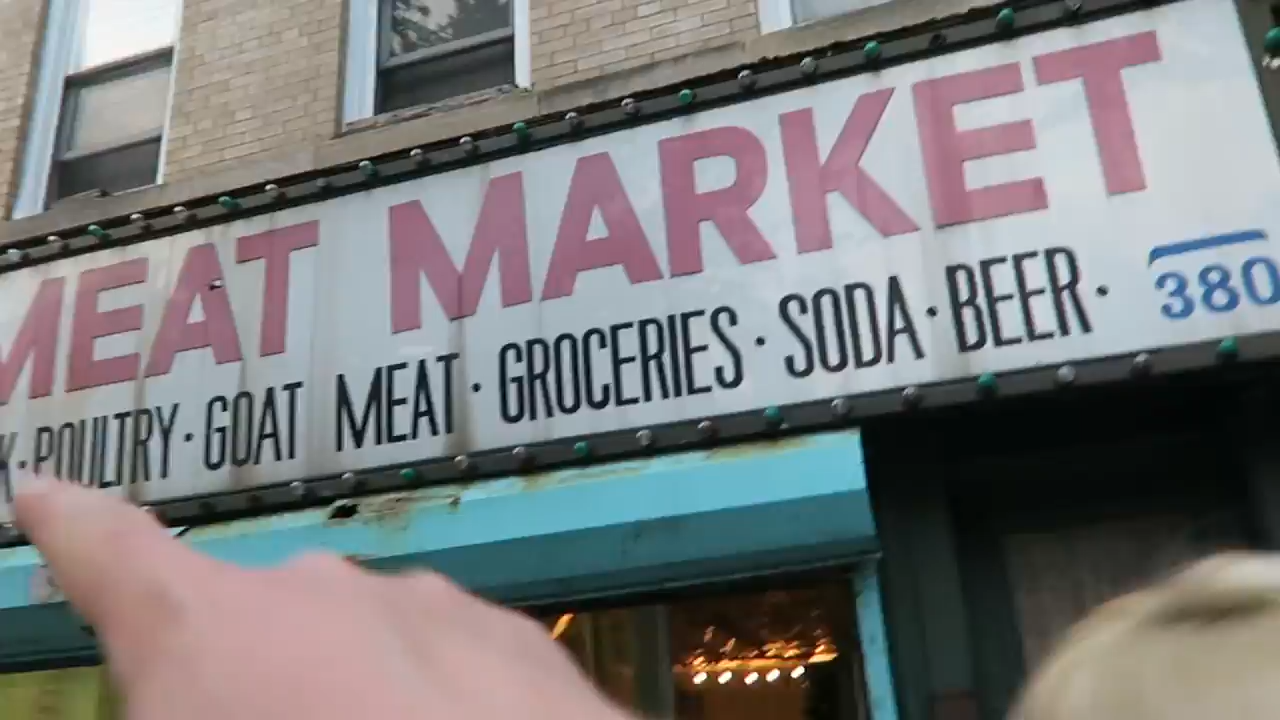 MEAT MARKET
K · POULTRY · GOAT MEAT · GROCERIES · SODA · BEER ·
380